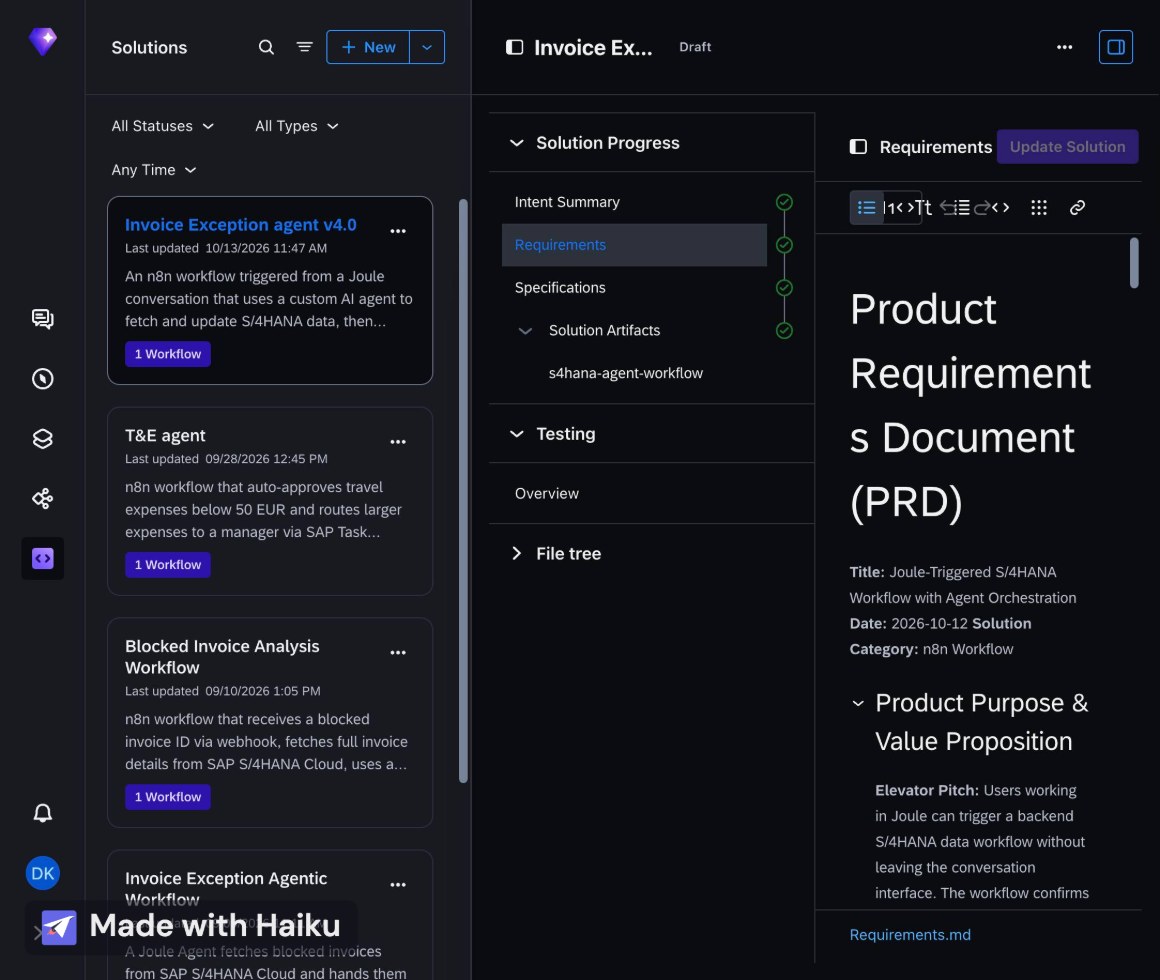 Solutions
New
All Statuses
All Types
Any Time
Invoice Exception agent v4.0
Last updated 10/13/2026 11:47 AM
An n8n workflow triggered from a Joule
conversation that uses a custom AI agent to
fetch and update S/4HANA data, then...
1 Workflow
T&E agent
Last updated 09/28/2026 12:45 PM
n8n workflow that auto-approves travel
expenses below 50 EUR and routes larger
expenses to a manager via SAP Task...
1 Workflow
Blocked Invoice Analysis
Workflow
Last updated 09/10/2026 1:05 PM
n8n workflow that receives a blocked
invoice ID via webhook, fetches full invoice
details from SAP S/4HANA Cloud, uses a...
1 Workflow
Invoice Exception Agentic
Workflow
A Joule Agent fetches blocked invoices
from SAP S/4HANA Cloud and hands them
DK
Made with Haiku
Invoice Ex...
Draft
Solution Progress
Intent Summary
Requirements
Specifications
Solution Artifacts
s4hana-agent-workflow
Testing
Overview
File tree
Requirements
Update Solution
Tt
Product
Requirement
s Document
(PRD)
Title: Joule-Triggered S/4HANA
Workflow with Agent Orchestration
Date: 2026-10-12 Solution
Category: n8n Workflow
Product Purpose &
Value Proposition
Elevator Pitch: Users working
in Joule can trigger a backend
S/4HANA data workflow without
leaving the conversation
interface. The workflow confirms
Requirements.md